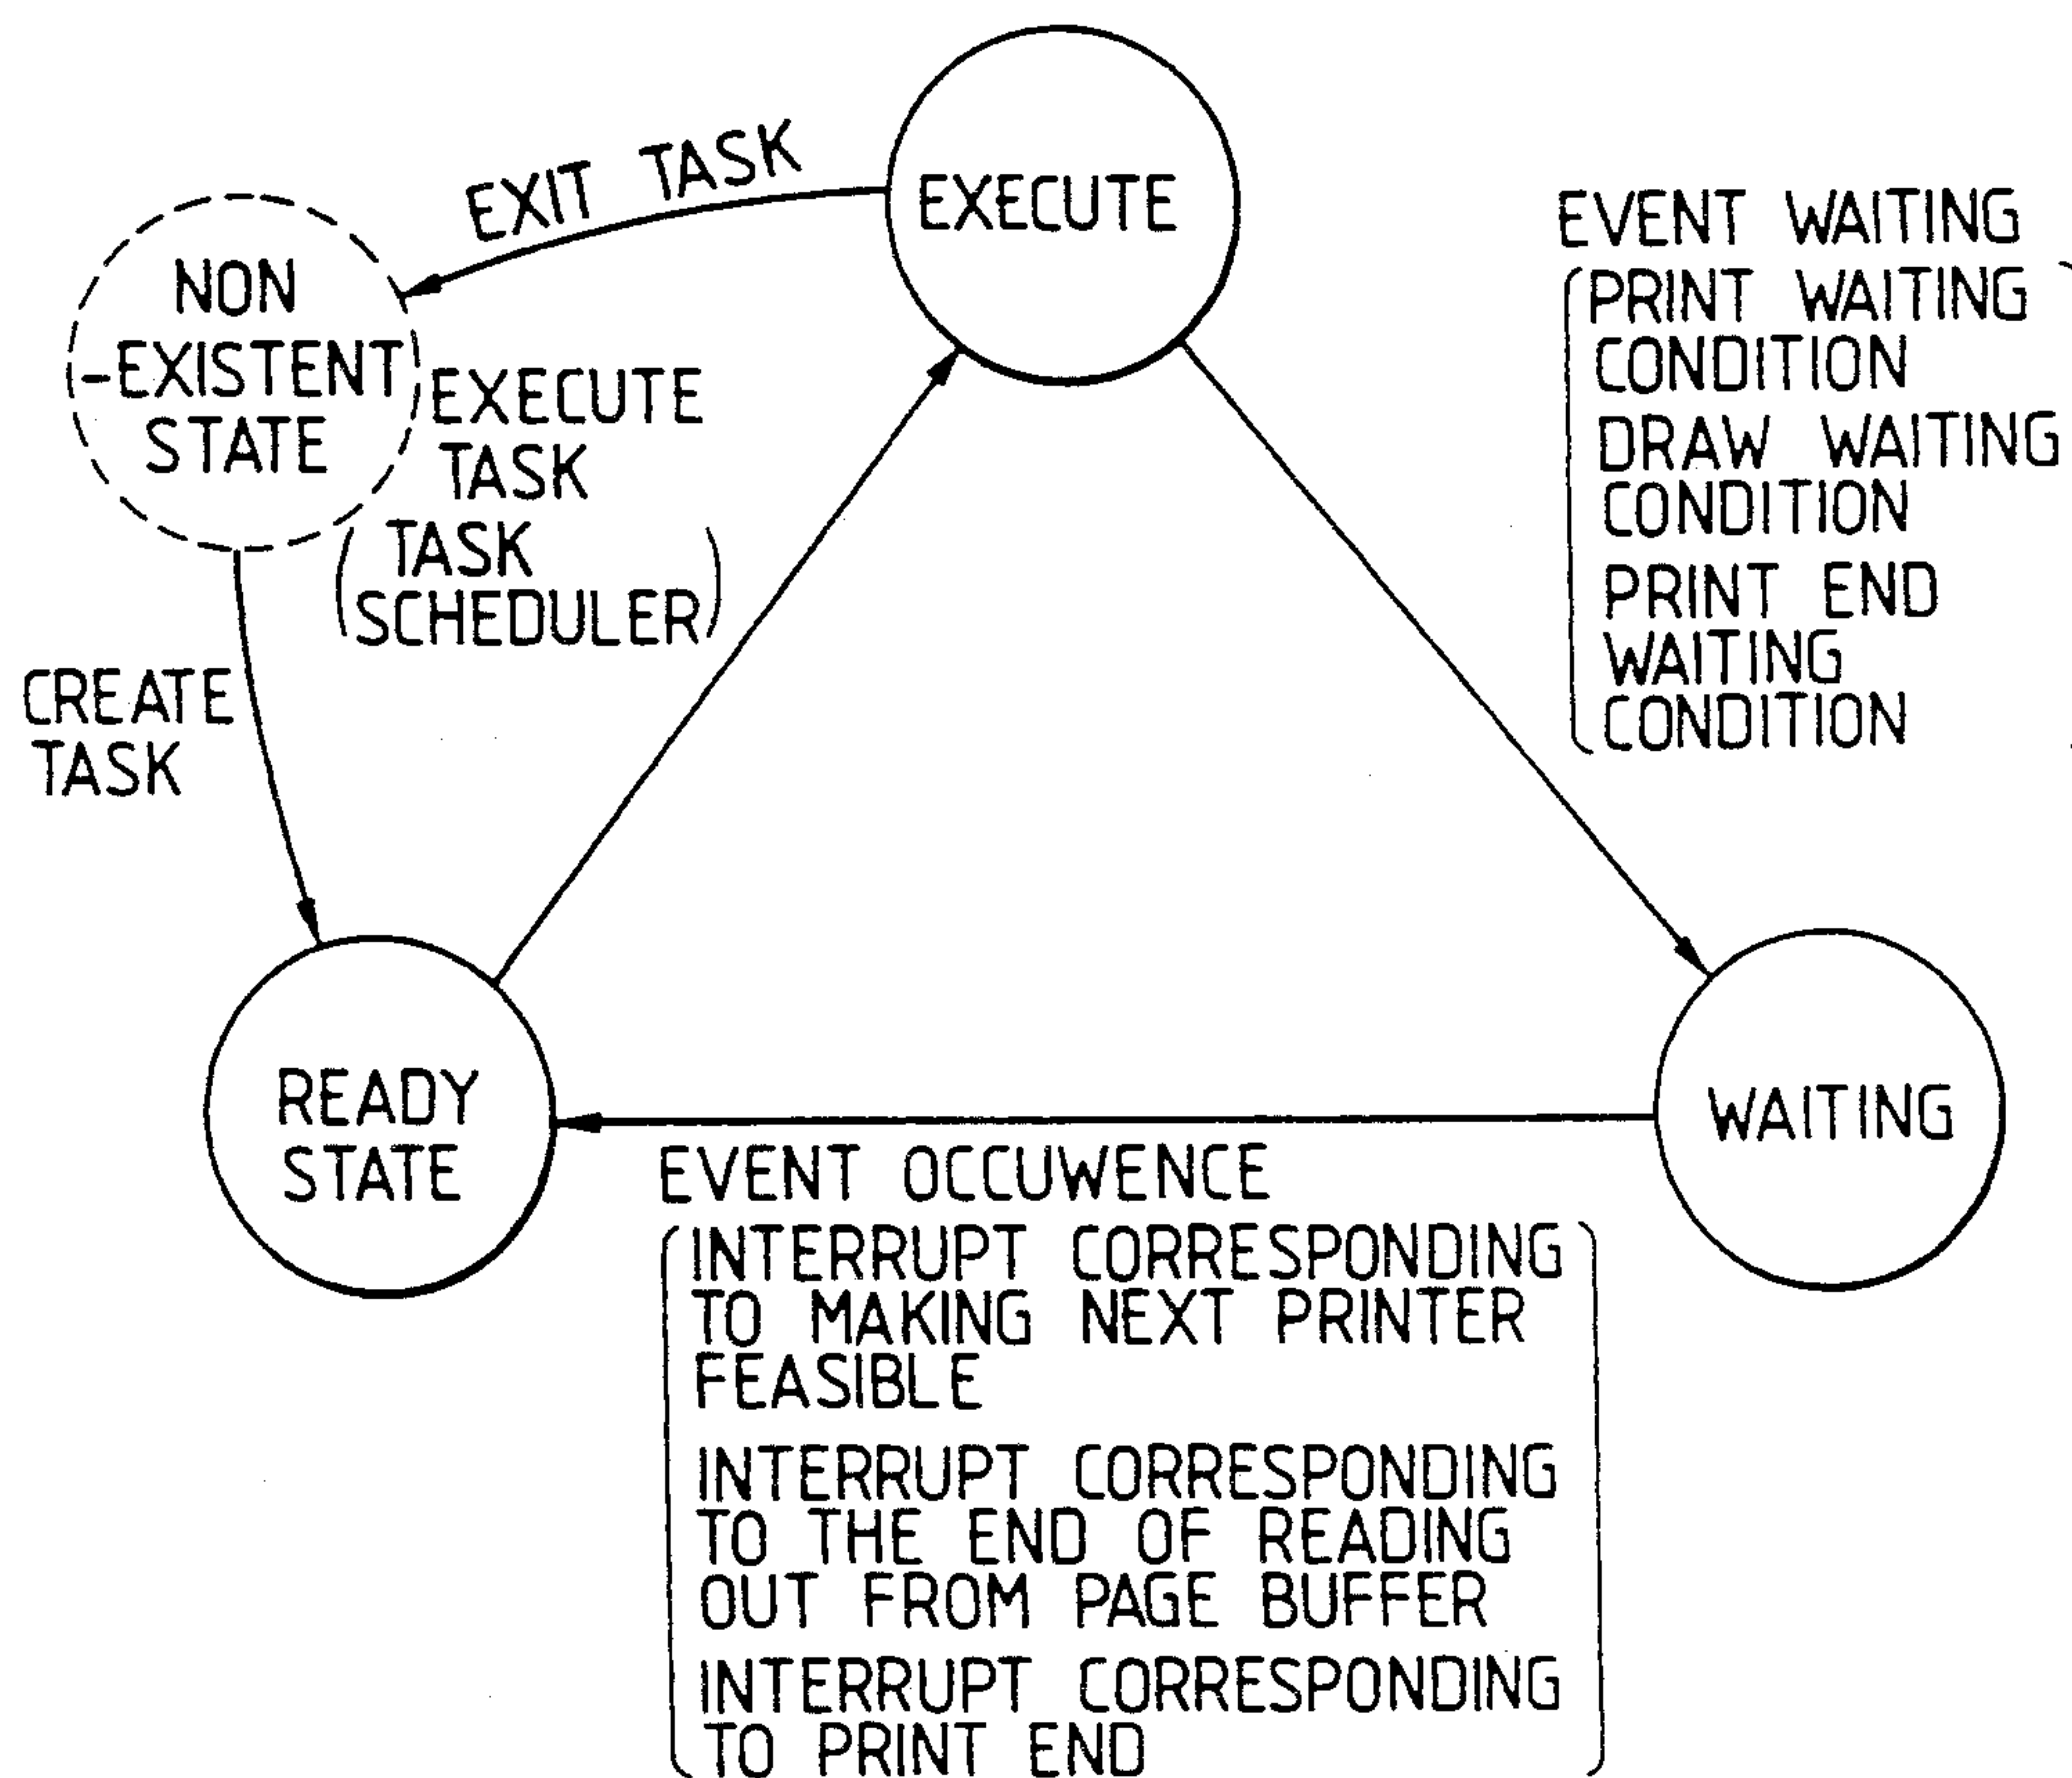 EXIT TASK
EXECUTE
NON
-EXISTENT
STATE
EXECUTE
TASK
(TASK
SCHEDULER)
CREATE
TASK
EVENT WAITING
(PRINT WAITING
CONDITION
DRAW WAITING
CONDITION
PRINT END
WAITING
CONDITION)
READY
STATE
WAITING
EVENT OCCUWENCE
(INTERRUPT CORRESPONDING
TO MAKING NEXT PRINTER
FEASIBLE
INTERRUPT CORRESPONDING
TO THE END OF READING
OUT FROM PAGE BUFFER
INTERRUPT CORRESPONDING
TO PRINT END)